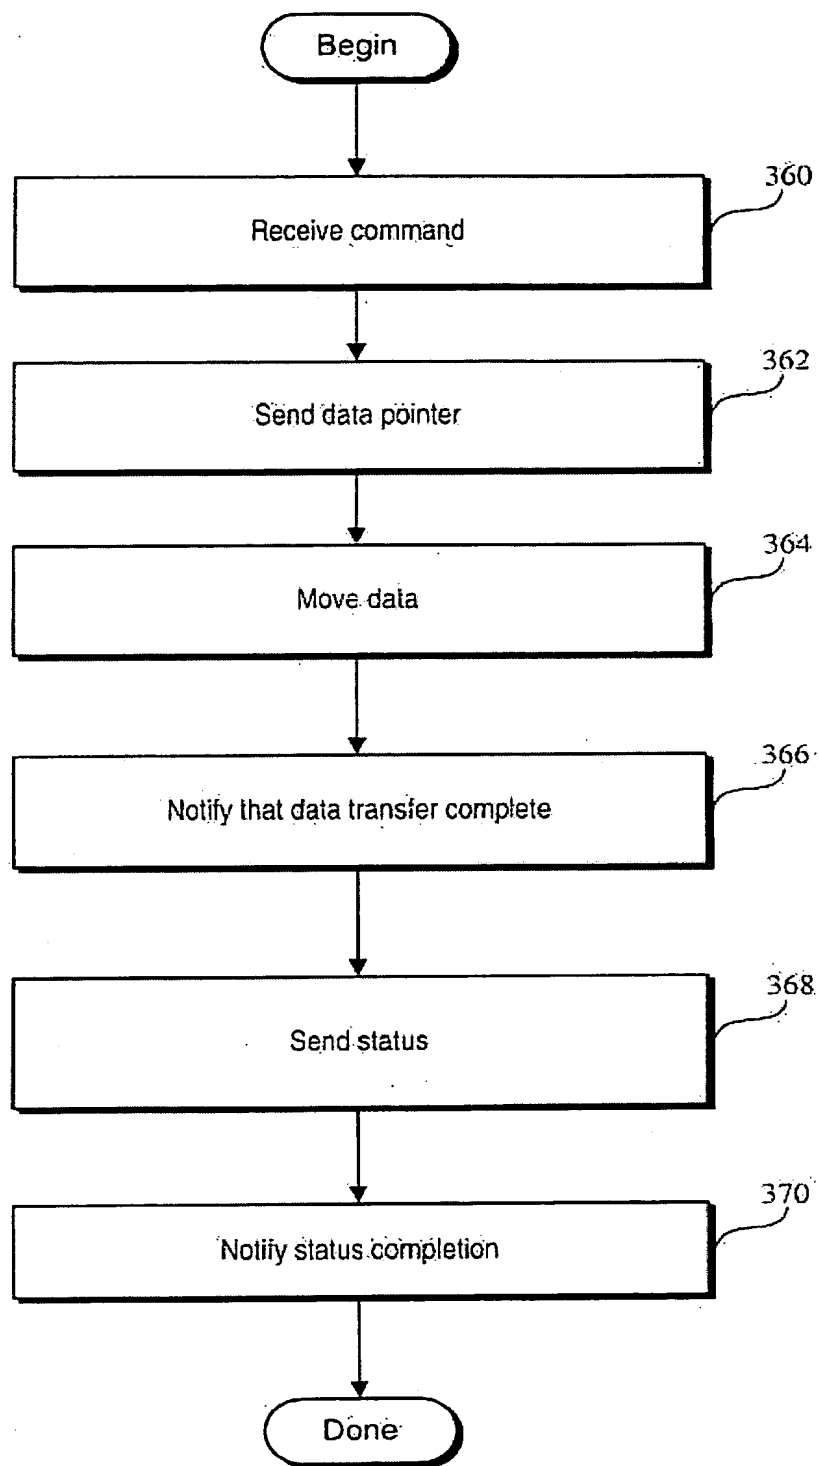 Begin
360
Receive command
362
Send data pointer
364
Move data
366
Notify that data transfer complete
368
Send status
370
Notify status completion
Done